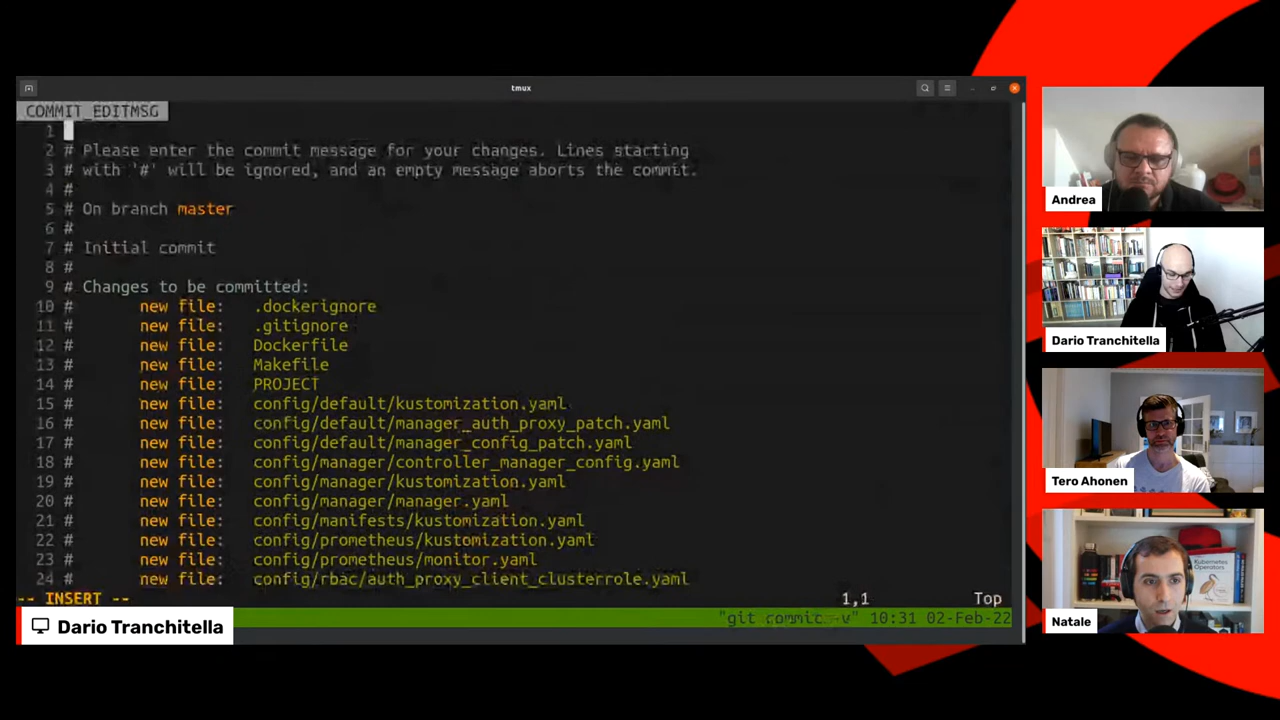 tmux
COMMIT_EDITMSG
1
2 # Please enter the commit message for your changes. Lines starting
3 # with '#' will be ignored, and an empty message aborts the commit.
4 #
5 # On branch master
6 #
7 # Initial commit
8 #
9 # Changes to be committed:
10 # new file: .dockerignore
11 # new file: .gitignore
12 # new file: Dockerfile
13 # new file: Makefile
14 # new file: PROJECT
15 # new file: config/default/kustomization.yaml
16 # new file: config/default/manager_auth_proxy_patch.yaml
17 # new file: config/default/manager_config_patch.yaml
18 # new file: config/manager/controller_manager_config.yaml
19 # new file: config/manager/kustomization.yaml
20 # new file: config/manager/manager.yaml
21 # new file: config/manifests/kustomization.yaml
22 # new file: config/prometheus/kustomization.yaml
23 # new file: config/prometheus/monitor.yaml
24 # new file: config/rbac/auth_proxy_client_clusterrole.yaml
-- INSERT -- 1,1 Top
"git commit -v" 10:31 02-Feb-22
Dario Tranchitella
Andrea
Dario Tranchitella
Tero Ahonen
Kubernetes
Operators
Natale